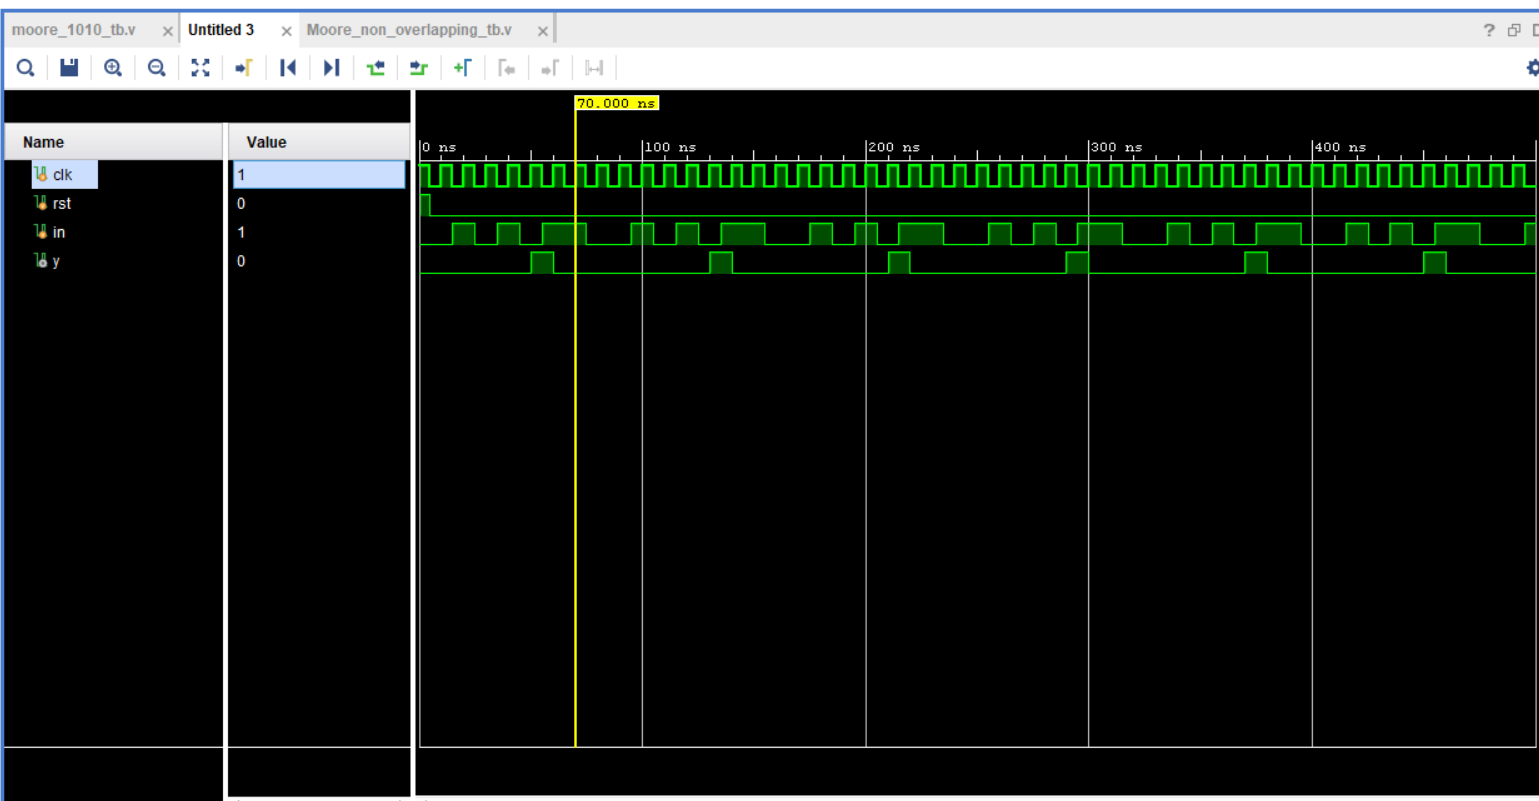 moore_1010_tb.v × Untitled 3 × Moore_non_overlapping_tb.v × ?
70.000 ns
Name Value
0 ns 100 ns 200 ns 300 ns 400 ns
clk 1
rst 0
in 1
y 0